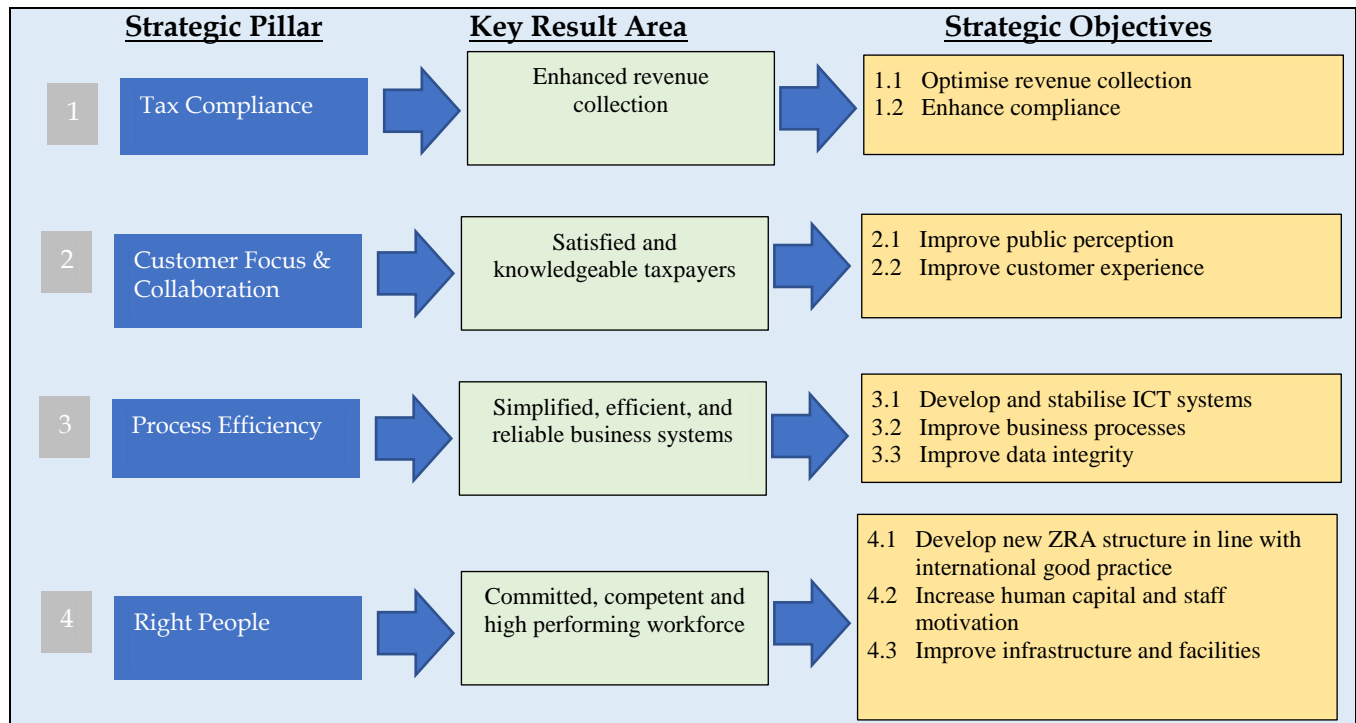 Strategic Pillar Key Result Area Strategic Objectives
1
Tax Compliance
Enhanced revenue
collection
1.1 Optimise revenue collection
1.2 Enhance compliance
2
Customer Focus &
Collaboration
Satisfied and
knowledgeable taxpayers
2.1 Improve public perception
2.2 Improve customer experience
3
Process Efficiency
Simplified, efficient, and
reliable business systems
3.1 Develop and stabilise ICT systems
3.2 Improve business processes
3.3 Improve data integrity
4
Right People
Committed, competent and
high performing workforce
4.1 Develop new ZRA structure in line with
international good practice
4.2 Increase human capital and staff
motivation
4.3 Improve infrastructure and facilities